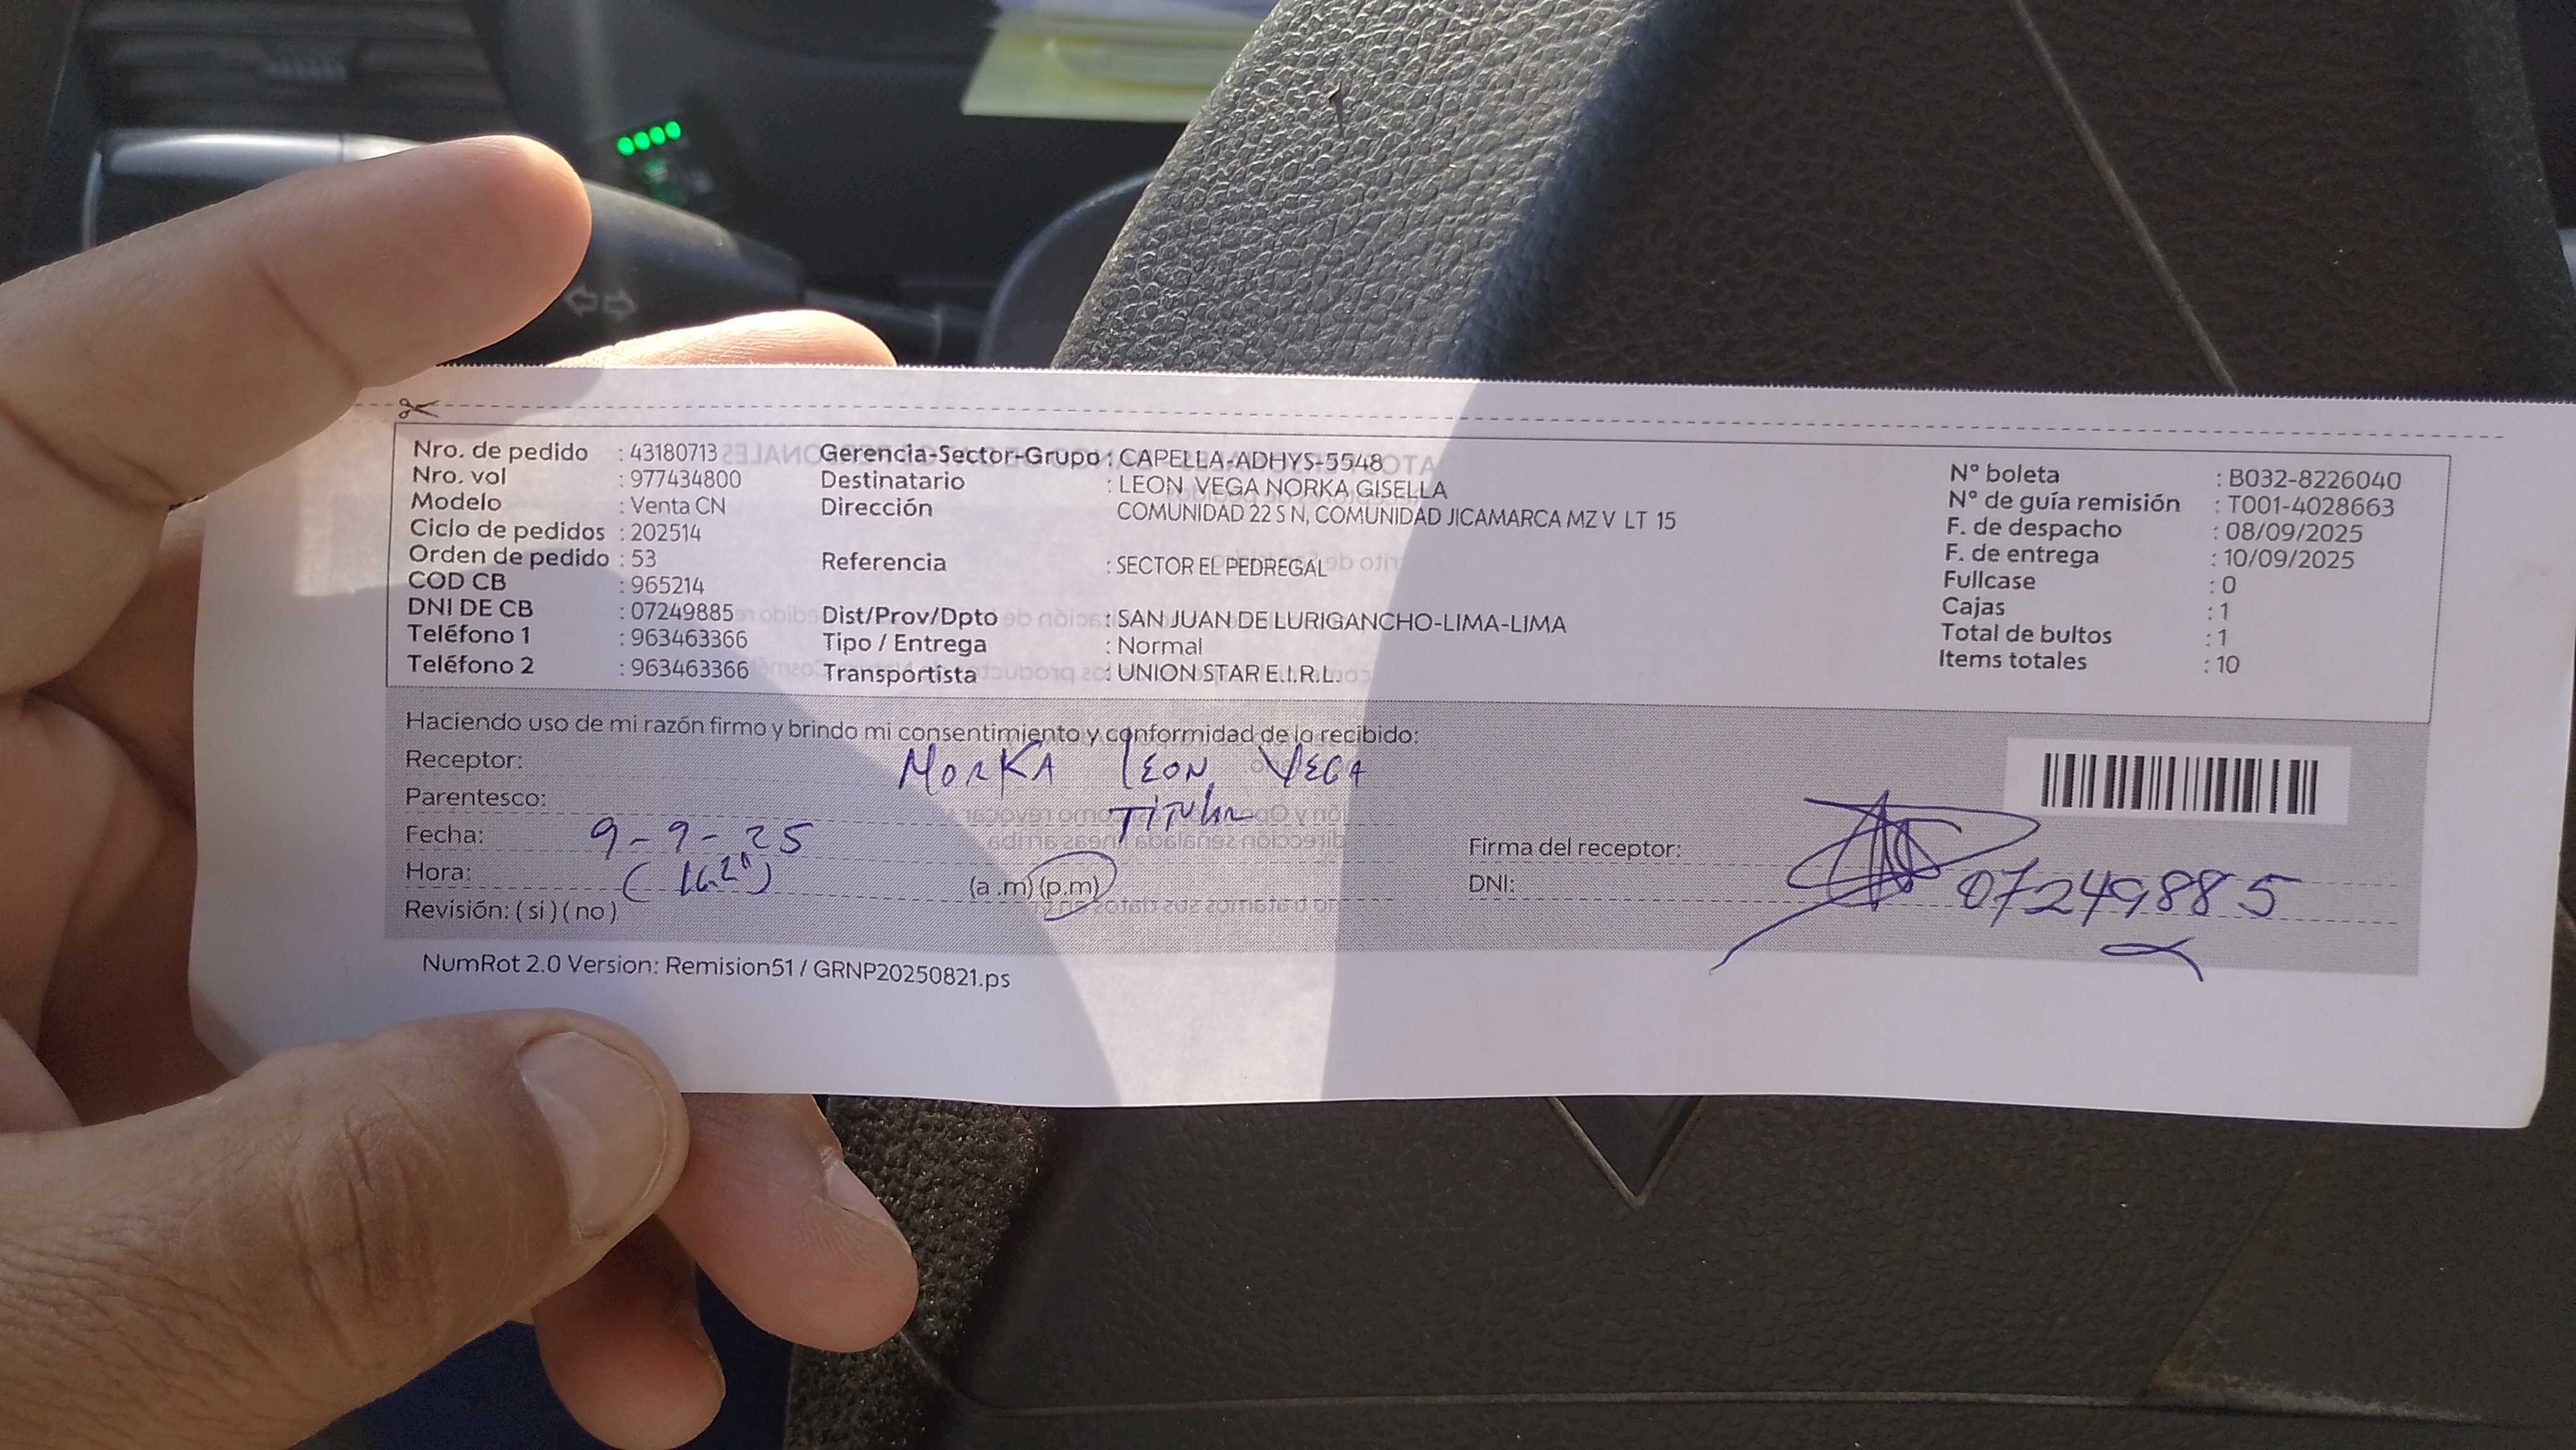 Nro. de pedido : 43180713
Nro. vol : 977434800
Modelo : Venta CN
Ciclo de pedidos : 202514
Orden de pedido : 53
COD CB : 965214
DNI DE CB : 07249885
Teléfono 1 : 963463366
Teléfono 2 : 963463366
Gerencia-Sector-Grupo : CAPELLA-ADHYS-5548
Destinatario : LEON VEGA NORKA GISELLA
Dirección COMUNIDAD 22 S N, COMUNIDAD JICAMARCA MZ V LT 15
Referencia : SECTOR EL PEDREGAL
Dist/Prov/Dpto : SAN JUAN DE LURIGANCHO-LIMA-LIMA
Tipo / Entrega : Normal
Transportista : UNION STAR E.I.R.L.
N° boleta : B032-8226040
N° de guía remisión : T001-4028663
F. de despacho : 08/09/2025
F. de entrega : 10/09/2025
Fullcase : 0
Cajas : 1
Total de bultos : 1
Items totales : 10
Haciendo uso de mi razón firmo y brindo mi consentimiento y conformidad de lo recibido:
Receptor: NORKA LEON VEGA
Parentesco: TITULAR
Fecha: 9-9-25
Hora: (a .m) (p.m)
Revisión: ( si ) ( no )
Firma del receptor:
DNI: 07249885
NumRot 2.0 Version: Remision51 / GRNP20250821.ps